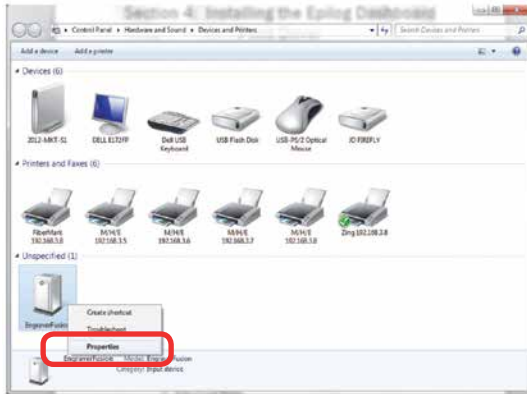 Section 4: Installing the Epilog Dashboard
Control Panel ▸ Hardware and Sound ▸ Devices and Printers
Search Devices and Printers
Add a device Add a printer
Devices (6)
2012-MKT-51 DELL E172FP Dell USB Keyboard USB Flash Disk USB-PS/2 Optical Mouse JD FIREFLY
Printers and Faxes (6)
FiberMark 192.168.3.8 M/H/E 192.168.3.5 M/H/E 192.168.3.6 M/H/E 192.168.3.7 M/H/E 192.168.3.8 Zing 192.168.3.8
Unspecified (1)
EngraverFusion
Create shortcut
Troubleshoot
Properties
EngraverFusion Model: Engraver Fusion
Category: Input device